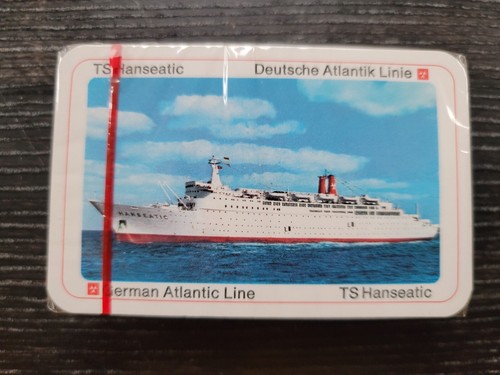 TS Hanseatic Deutsche Atlantik Linie
HANSEATIC
German Atlantic Line TS Hanseatic